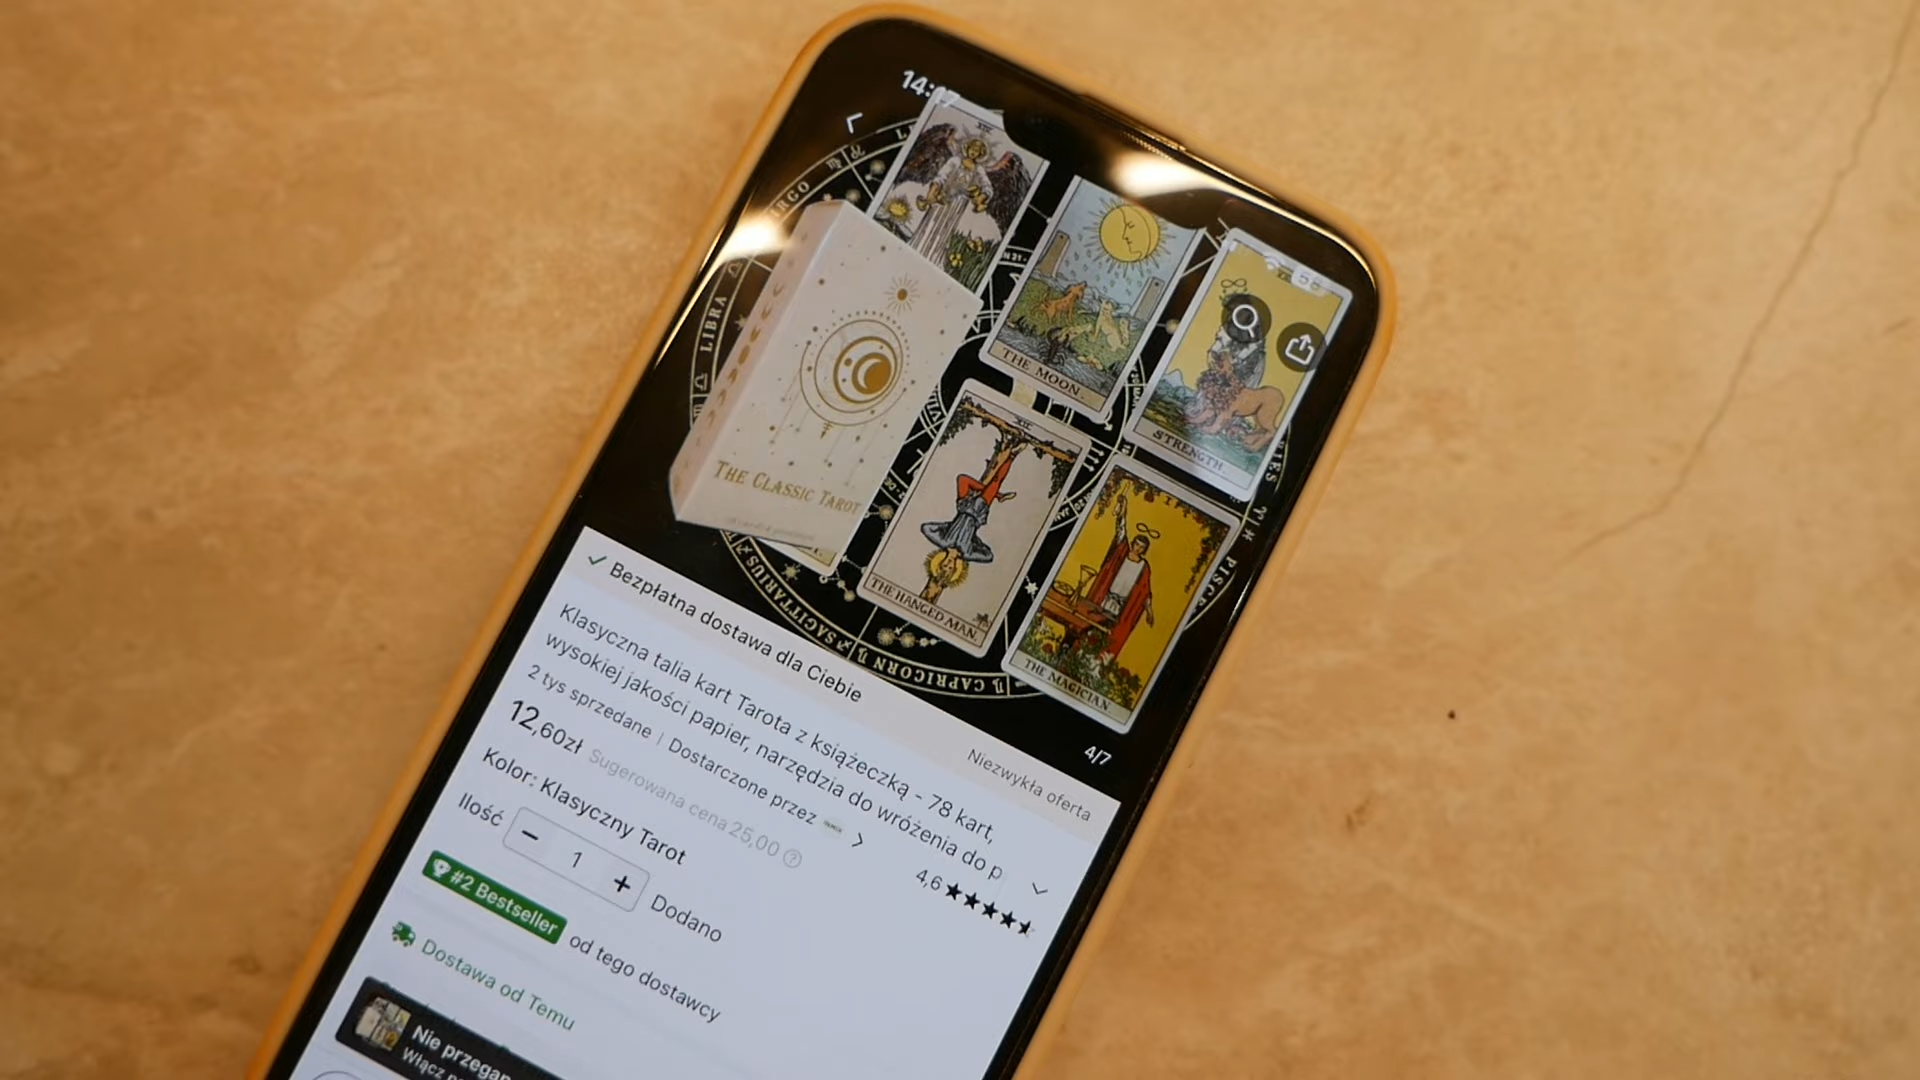 XIV
LIBRA
THE CLASSIC TAROT
THE MOON.
STRENGTH.
XII
THE HANGED MAN.
THE MAGICIAN
SAGITTARIUS
CAPRICORN
4/7
Bezpłatna dostawa dla Ciebie
Niezwykła oferta
Klasyczna talia kart Tarota z książeczką - 78 kart,
wysokiej jakości papier, narzędzia do wróżenia do p
2 tys sprzedane | Dostarczone przez
4,6
12,60zł Sugerowana cena 25,00
Kolor: Klasyczny Tarot
Ilość
1
Dodano
#2 Bestseller od tego dostawcy
Dostawa od Temu
Nie przegap